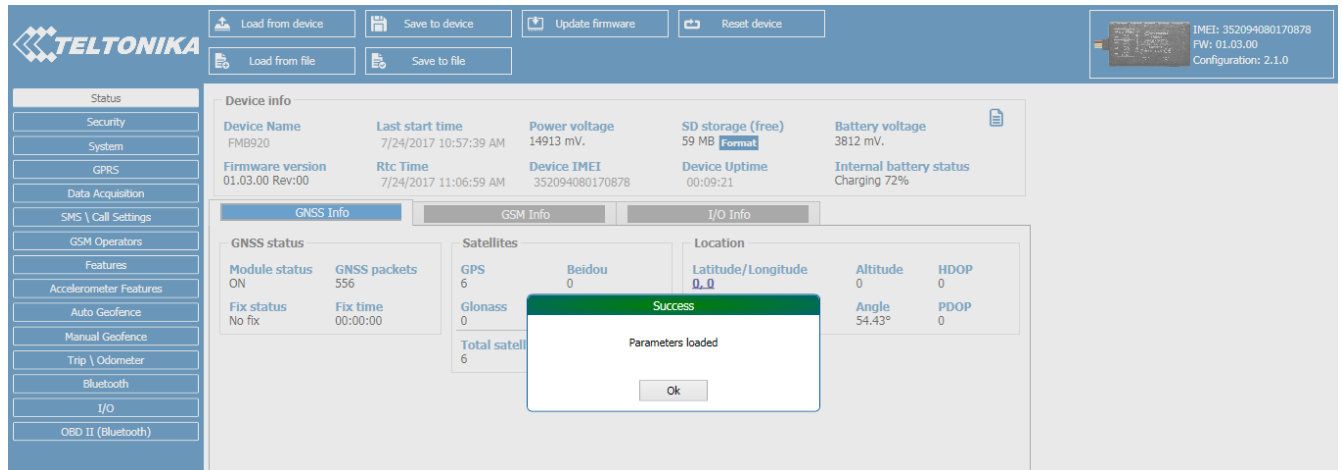 TELTONIKA
Load from device
Save to device
Update firmware
Reset device
Load from file
Save to file
IMEI: 352094080170878
FW: 01.03.00
Configuration: 2.1.0
Status
Security
System
GPRS
Data Acquisition
SMS \ Call Settings
GSM Operators
Features
Accelerometer Features
Auto Geofence
Manual Geofence
Trip \ Odometer
Bluetooth
I/O
OBD II (Bluetooth)
Device info
Device Name
FMB920
Last start time
7/24/2017 10:57:39 AM
Power voltage
14913 mV.
SD storage (free)
59 MB Format
Battery voltage
3812 mV.
Firmware version
01.03.00 Rev:00
Rtc Time
7/24/2017 11:06:59 AM
Device IMEI
352094080170878
Device Uptime
00:09:21
Internal battery status
Charging 72%
GNSS Info
GSM Info
I/O Info
GNSS status
Module status
ON
GNSS packets
556
Fix status
No fix
Fix time
00:00:00
Satellites
GPS
6
Beidou
0
Glonass
0
Total satell
6
Location
Latitude/Longitude
0, 0
Altitude
0
HDOP
0
Angle
54.43°
PDOP
0
Success
Parameters loaded
Ok